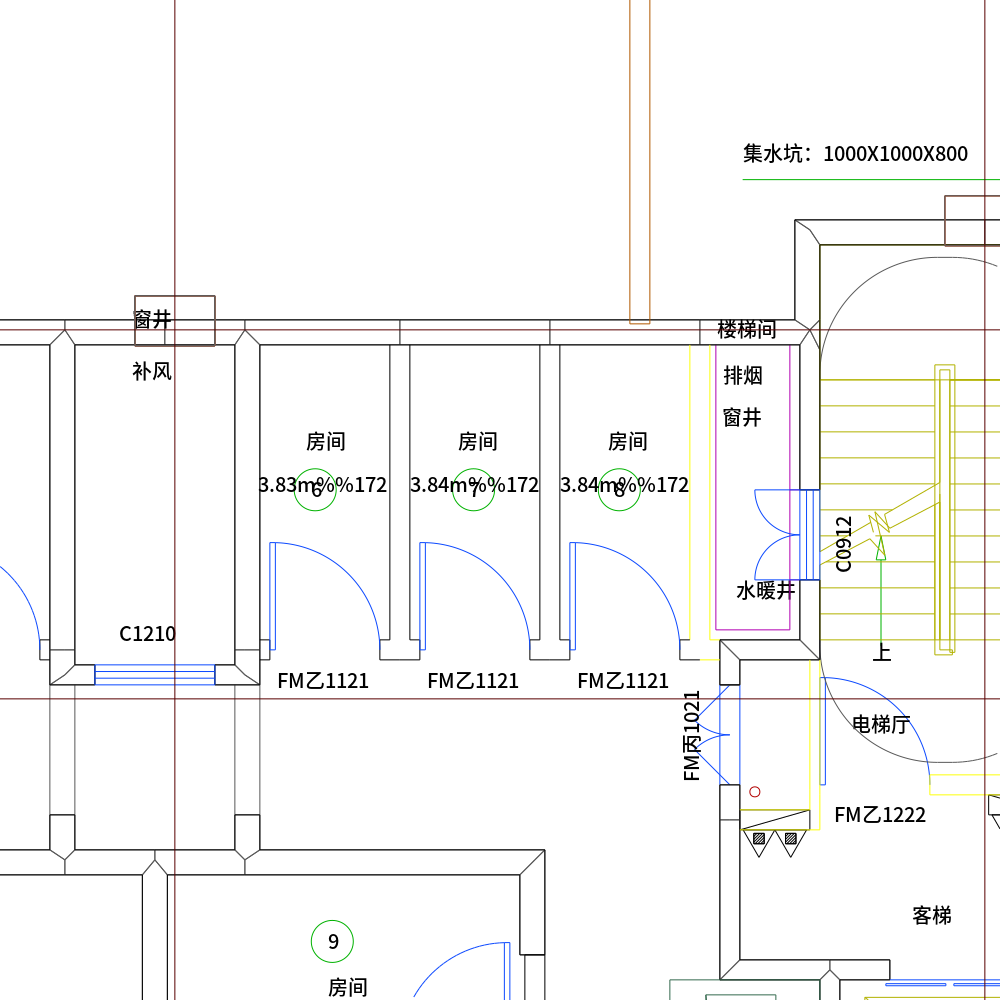 集水坑：1000X1000X800
窗井
楼梯间
补风
排烟
窗井
房间
房间
房间
3.83m%%172
6
3.84m%%172
7
3.84m%%172
8
C0912
水暖井
C1210
上
FM乙1121
FM乙1121
FM乙1121
FM丙1021
电梯厅
FM乙1222
客梯
9
房间